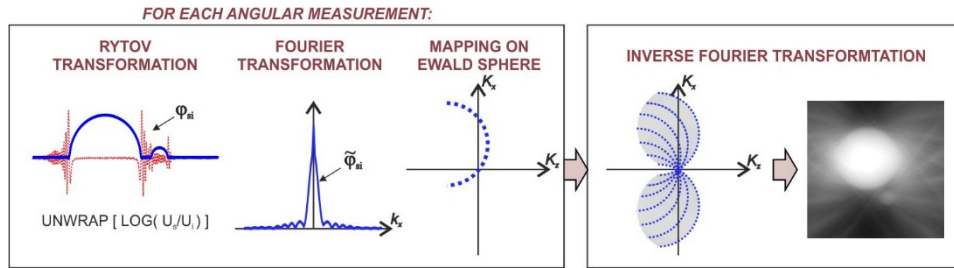 FOR EACH ANGULAR MEASUREMENT:
RYTOV
TRANSFORMATION
φsi
UNWRAP [ LOG( Us/Ui ) ]
FOURIER
TRANSFORMATION
φ̃si
kx
MAPPING ON
EWALD SPHERE
Kx
Kz
INVERSE FOURIER TRANSFORMTATION
Kx
Kz